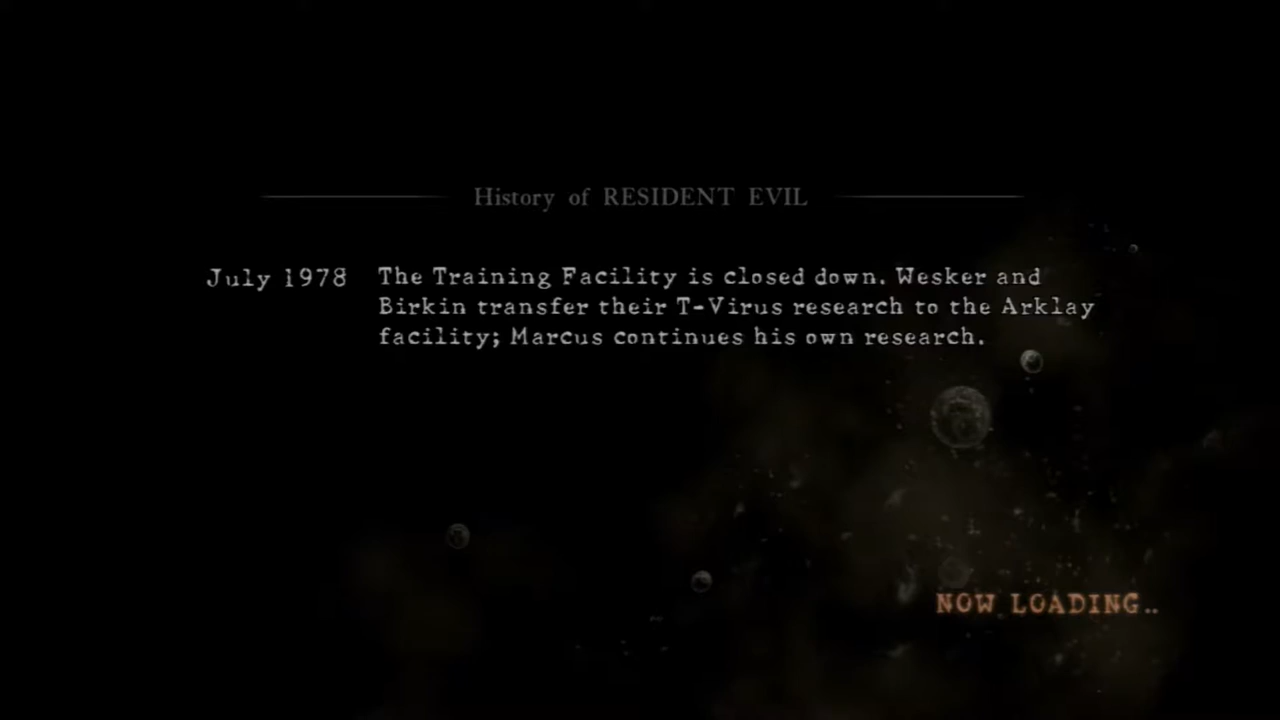 History of RESIDENT EVIL
July 1978 The Training Facility is closed down. Wesker and
Birkin transfer their T-Virus research to the Arklay
facility; Marcus continues his own research.
NOW LOADING..